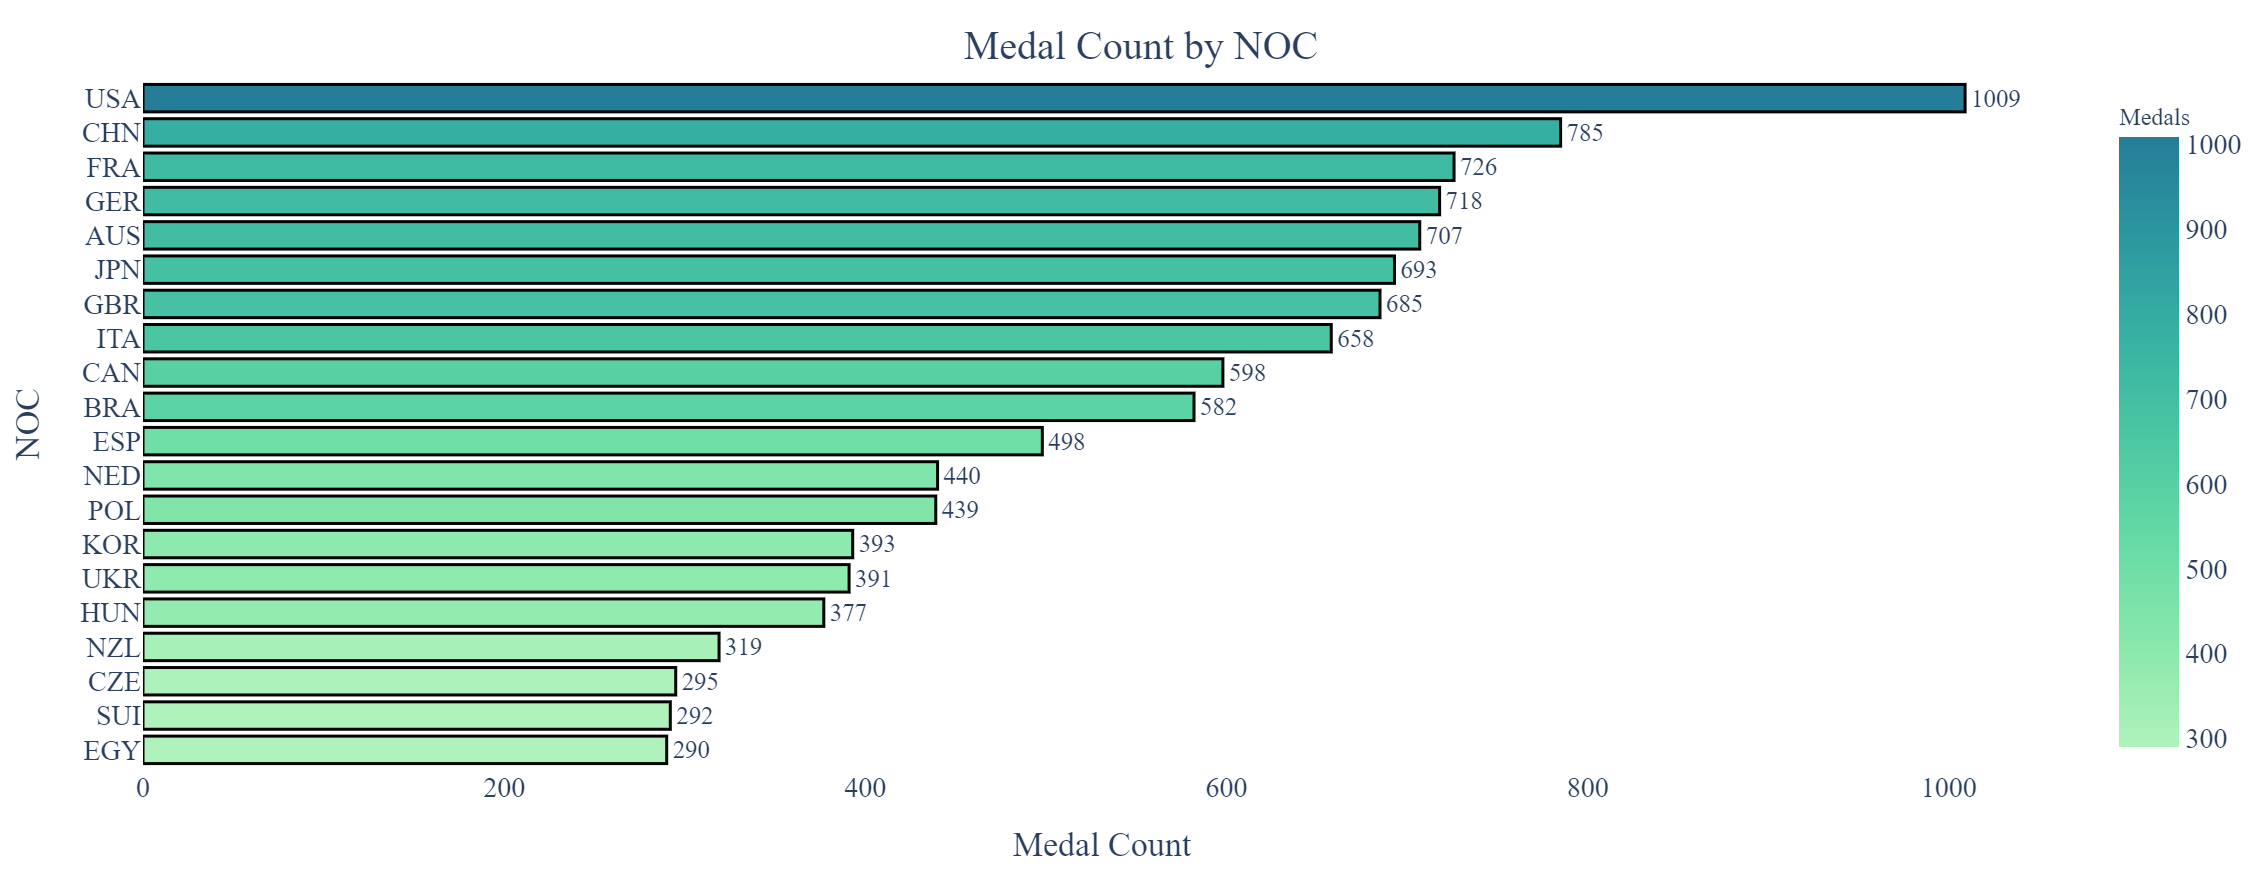 Medal Count by NOC
USA 1009
CHN 785
FRA 726
GER 718
AUS 707
JPN 693
GBR 685
ITA 658
CAN 598
BRA 582
ESP 498
NED 440
POL 439
KOR 393
UKR 391
HUN 377
NZL 319
CZE 295
SUI 292
EGY 290
0 200 400 600 800 1000
Medal Count
NOC
Medals
1000
900
800
700
600
500
400
300